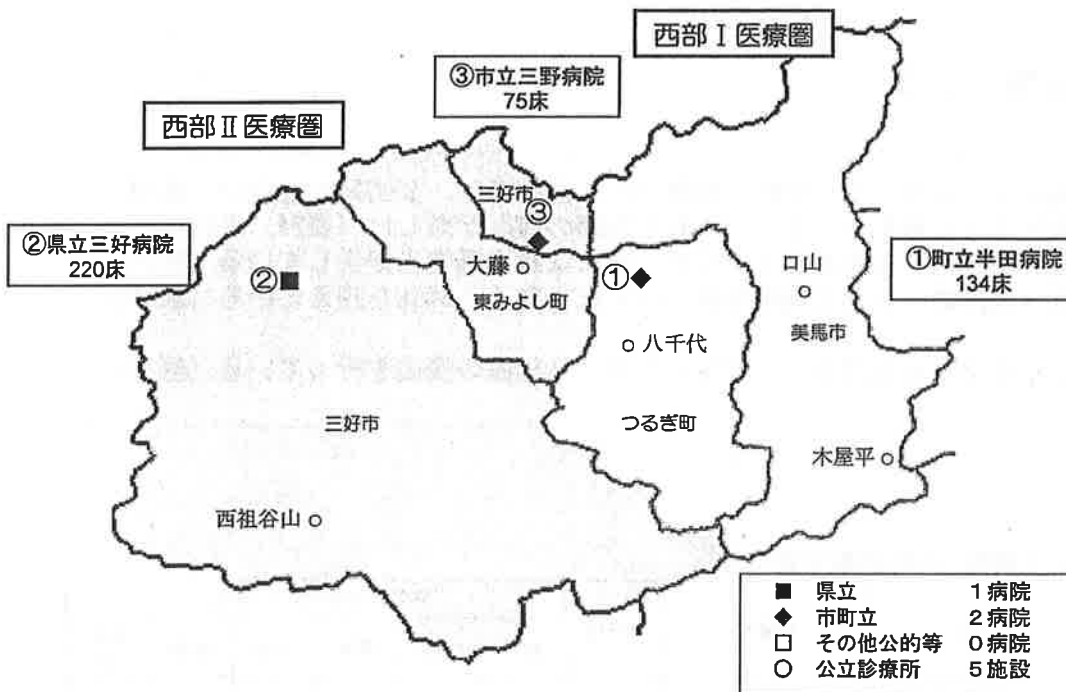 西部Ⅰ医療圏
③市立三野病院
75床
西部Ⅱ医療圏
三好市
③
②県立三好病院
220床
②
大藤
東みよし町
①
口山
美馬市
①町立半田病院
134床
八千代
三好市
つるぎ町
木屋平
西祖谷山
■ 県立 1病院
◆ 市町立 2病院
□ その他公的等 0病院
○ 公立診療所 5施設